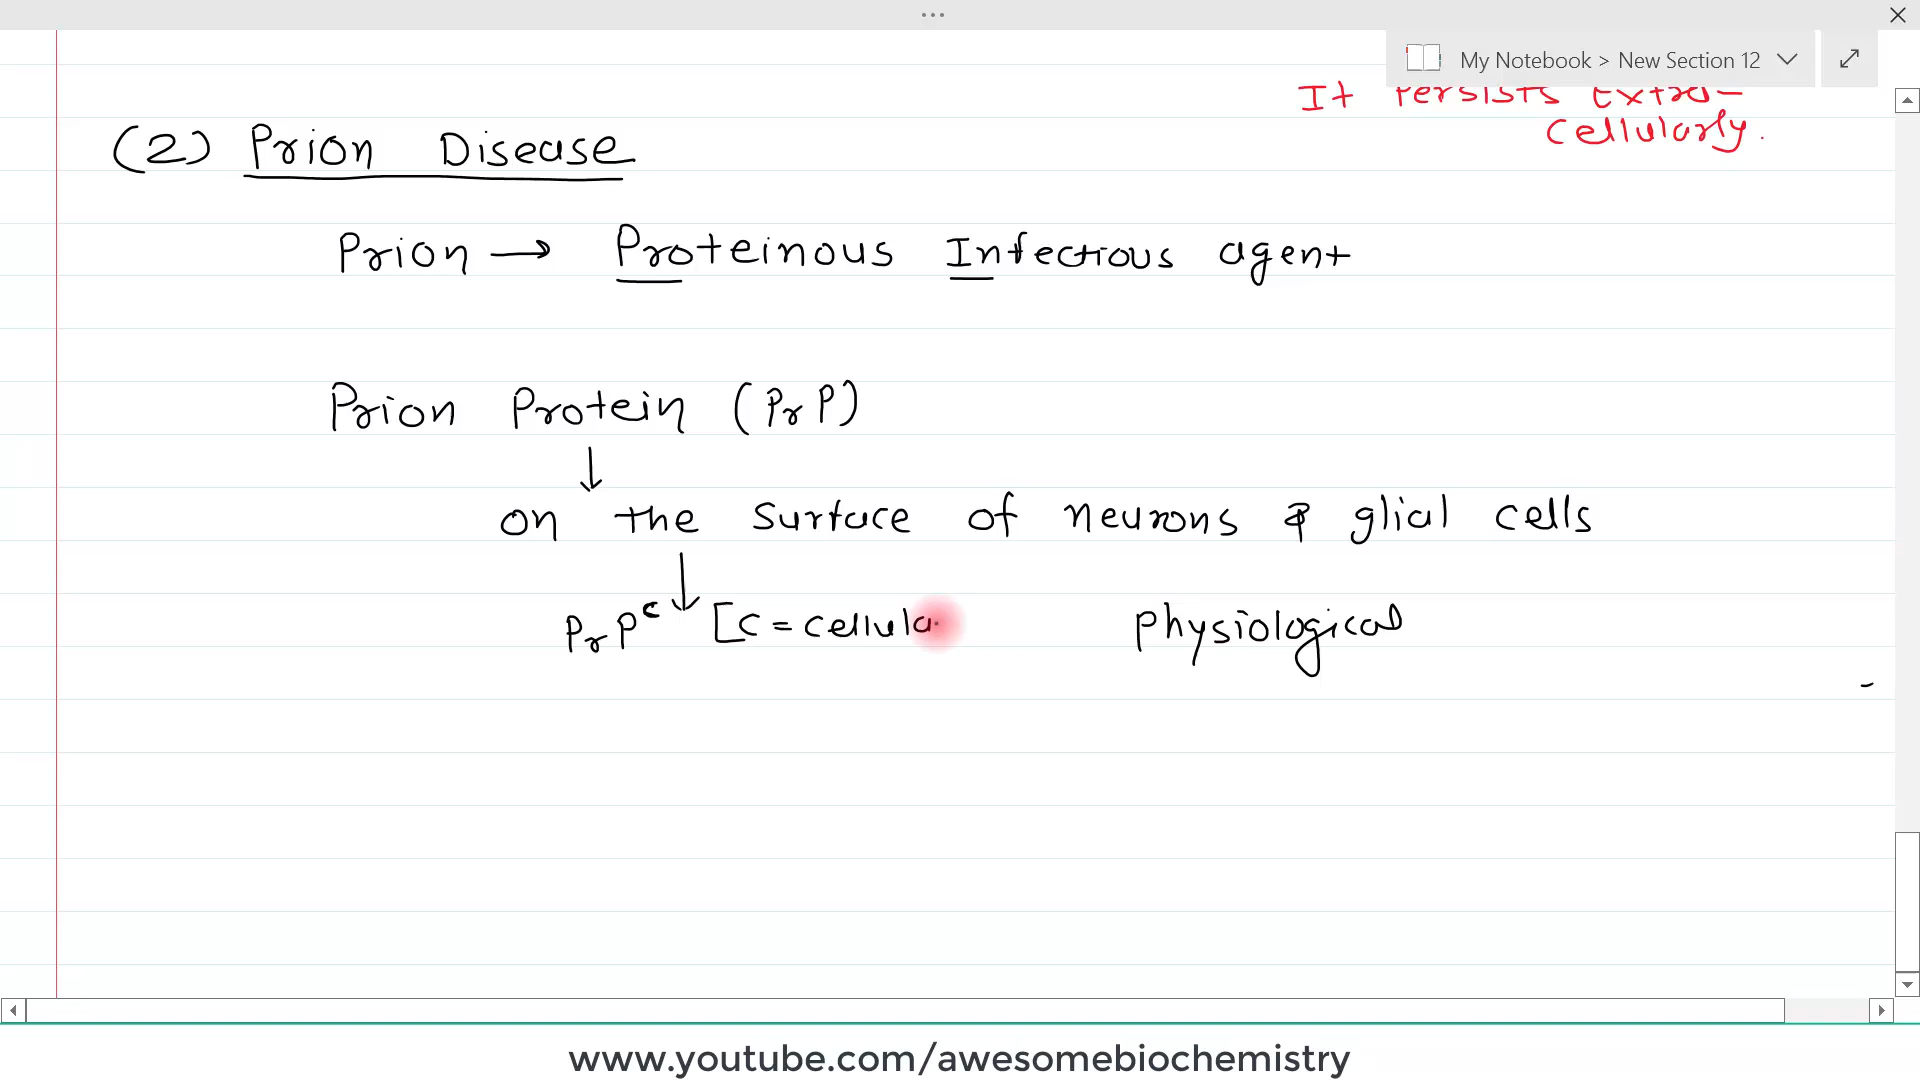 My Notebook > New Section 12
It Persists Extra-
Cellularly.
(2) Prion Disease
Prion → Proteinous Infectious agent
Prion Protein (PrP)
↓
on the surface of neurons & glial cells
↓
PrP^c [c = cellula Physiological
www.youtube.com/awesomebiochemistry